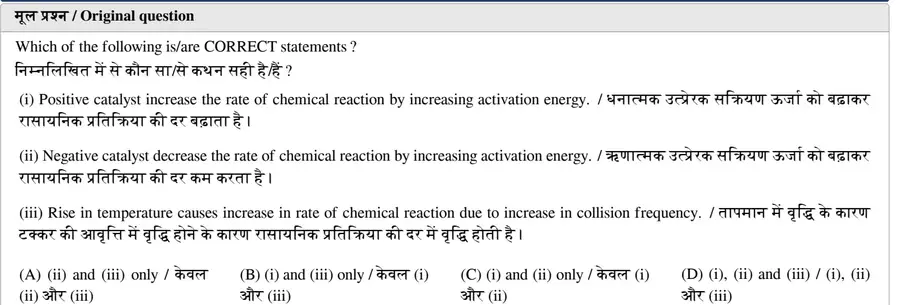 मूल प्रश्न / Original question
Which of the following is/are CORRECT statements ?
निम्नलिखित में से कौन सा/से कथन सही है/हैं ?
(i) Positive catalyst increase the rate of chemical reaction by increasing activation energy. / धनात्मक उत्प्रेरक सक्रियण ऊर्जा को बढ़ाकर
रासायनिक प्रतिक्रिया की दर बढ़ाता है।
(ii) Negative catalyst decrease the rate of chemical reaction by increasing activation energy. / ऋणात्मक उत्प्रेरक सक्रियण ऊर्जा को बढ़ाकर
रासायनिक प्रतिक्रिया की दर कम करता है।
(iii) Rise in temperature causes increase in rate of chemical reaction due to increase in collision frequency. / तापमान में वृद्धि के कारण
टक्कर की आवृत्ति में वृद्धि होने के कारण रासायनिक प्रतिक्रिया की दर में वृद्धि होती है।
(A) (ii) and (iii) only / केवल (B) (i) and (iii) only / केवल (i) (C) (i) and (ii) only / केवल (i) (D) (i), (ii) and (iii) / (i), (ii)
(ii) और (iii) और (iii) और (ii) और (iii)